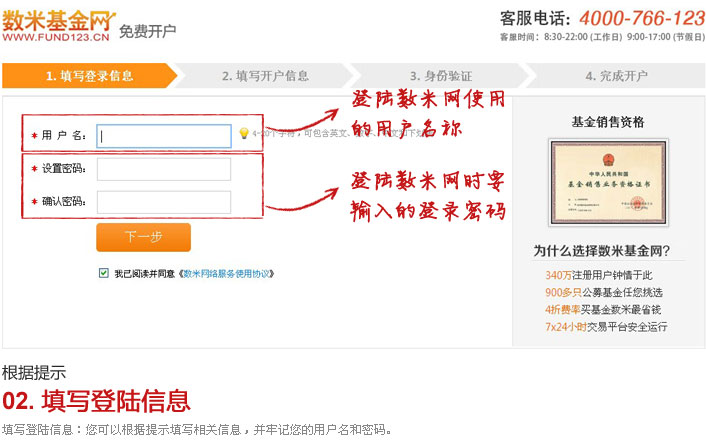 数米基金网
WWW.FUND123.CN
免费开户
客服电话：4000-766-123
客服时间：8:30-22:00 (工作日) 9:00-17:00 (节假日)
1. 填写登录信息
2. 填写开户信息
3. 身份验证
4. 完成开户
* 用 户 名：
4-20个字符，可包含英文、
登陆数米网使用
的用户名称
* 设置密码：
* 确认密码：
登陆数米网时要
输入的登录密码
下一步
我已阅读并同意《数米网络服务使用协议》
基金销售资格
中华人民共和国
基金销售业务资格证书
为什么选择数米基金网?
340万注册用户钟情于此
900多只公募基金任您挑选
4折费率买基金数米最省钱
7x24小时交易平台安全运行
根据提示
02. 填写登陆信息
填写登陆信息：您可以根据提示填写相关信息，并牢记您的用户名和密码。